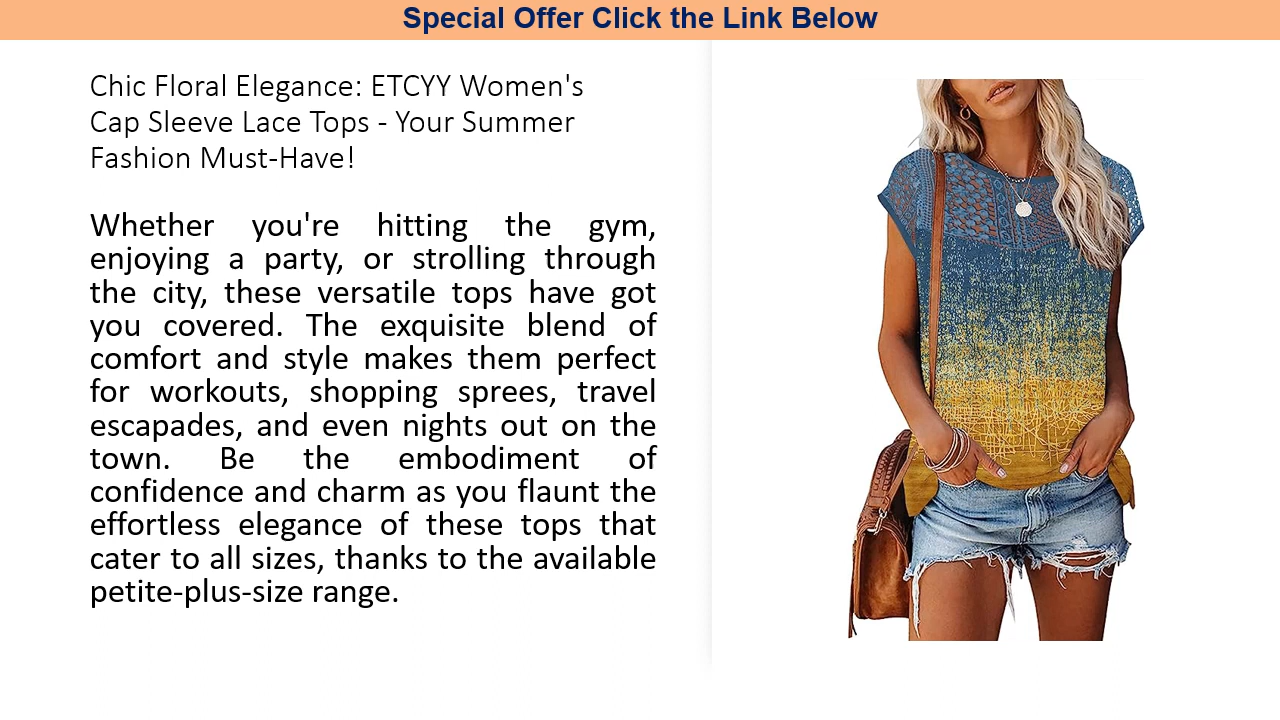 Special Offer Click the Link Below
Chic Floral Elegance: ETCYY Women's
Cap Sleeve Lace Tops - Your Summer
Fashion Must-Have!
Whether you're hitting the gym,
enjoying a party, or strolling through
the city, these versatile tops have got
you covered. The exquisite blend of
comfort and style makes them perfect
for workouts, shopping sprees, travel
escapades, and even nights out on the
town. Be the embodiment of
confidence and charm as you flaunt the
effortless elegance of these tops that
cater to all sizes, thanks to the available
petite-plus-size range.